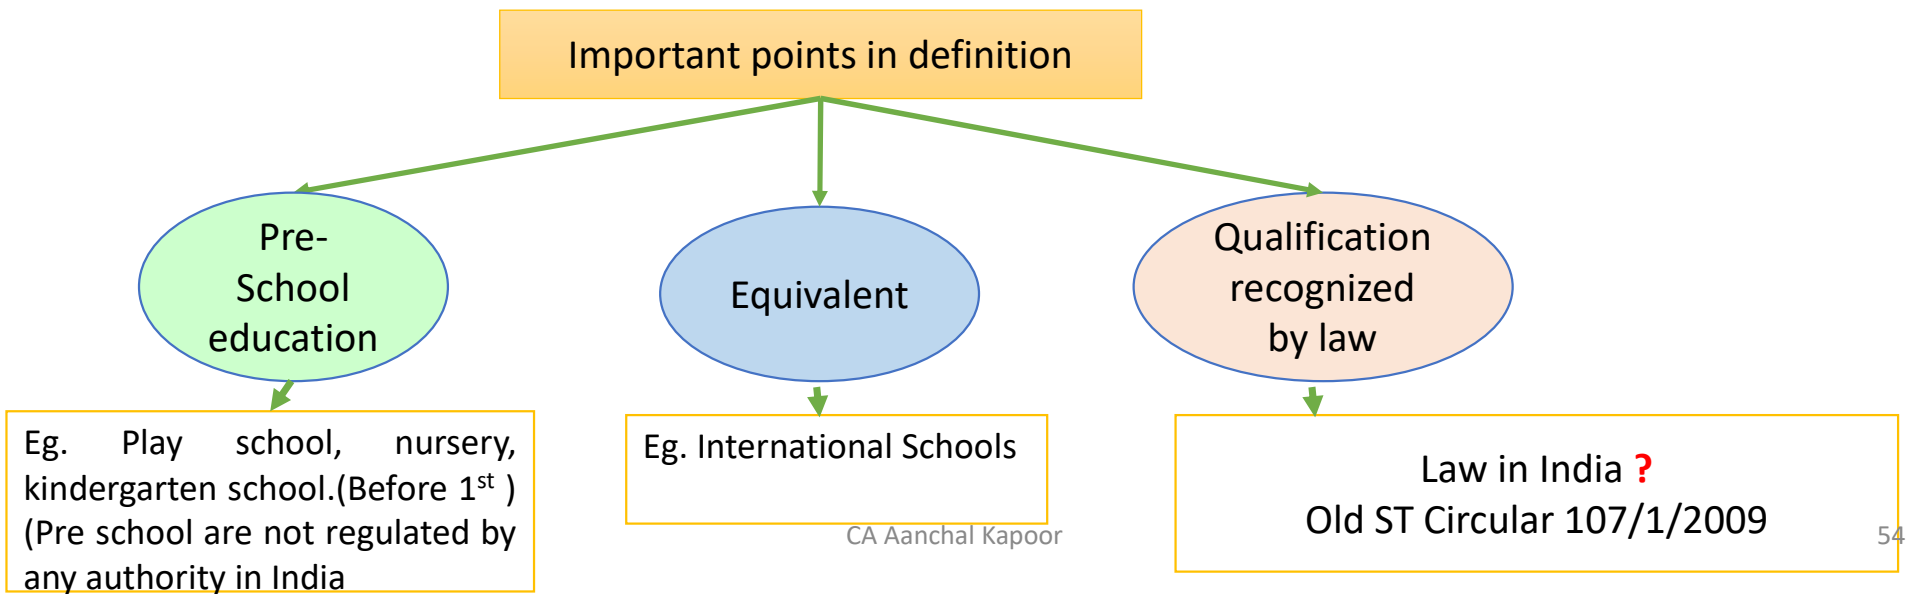 Important points in definition
Pre-
School
education
Equivalent
Qualification
recognized
by law
Eg. Play school, nursery,
kindergarten school.(Before 1st )
(Pre school are not regulated by
any authority in India
Eg. International Schools
Law in India ?
Old ST Circular 107/1/2009
CA Aanchal Kapoor
54